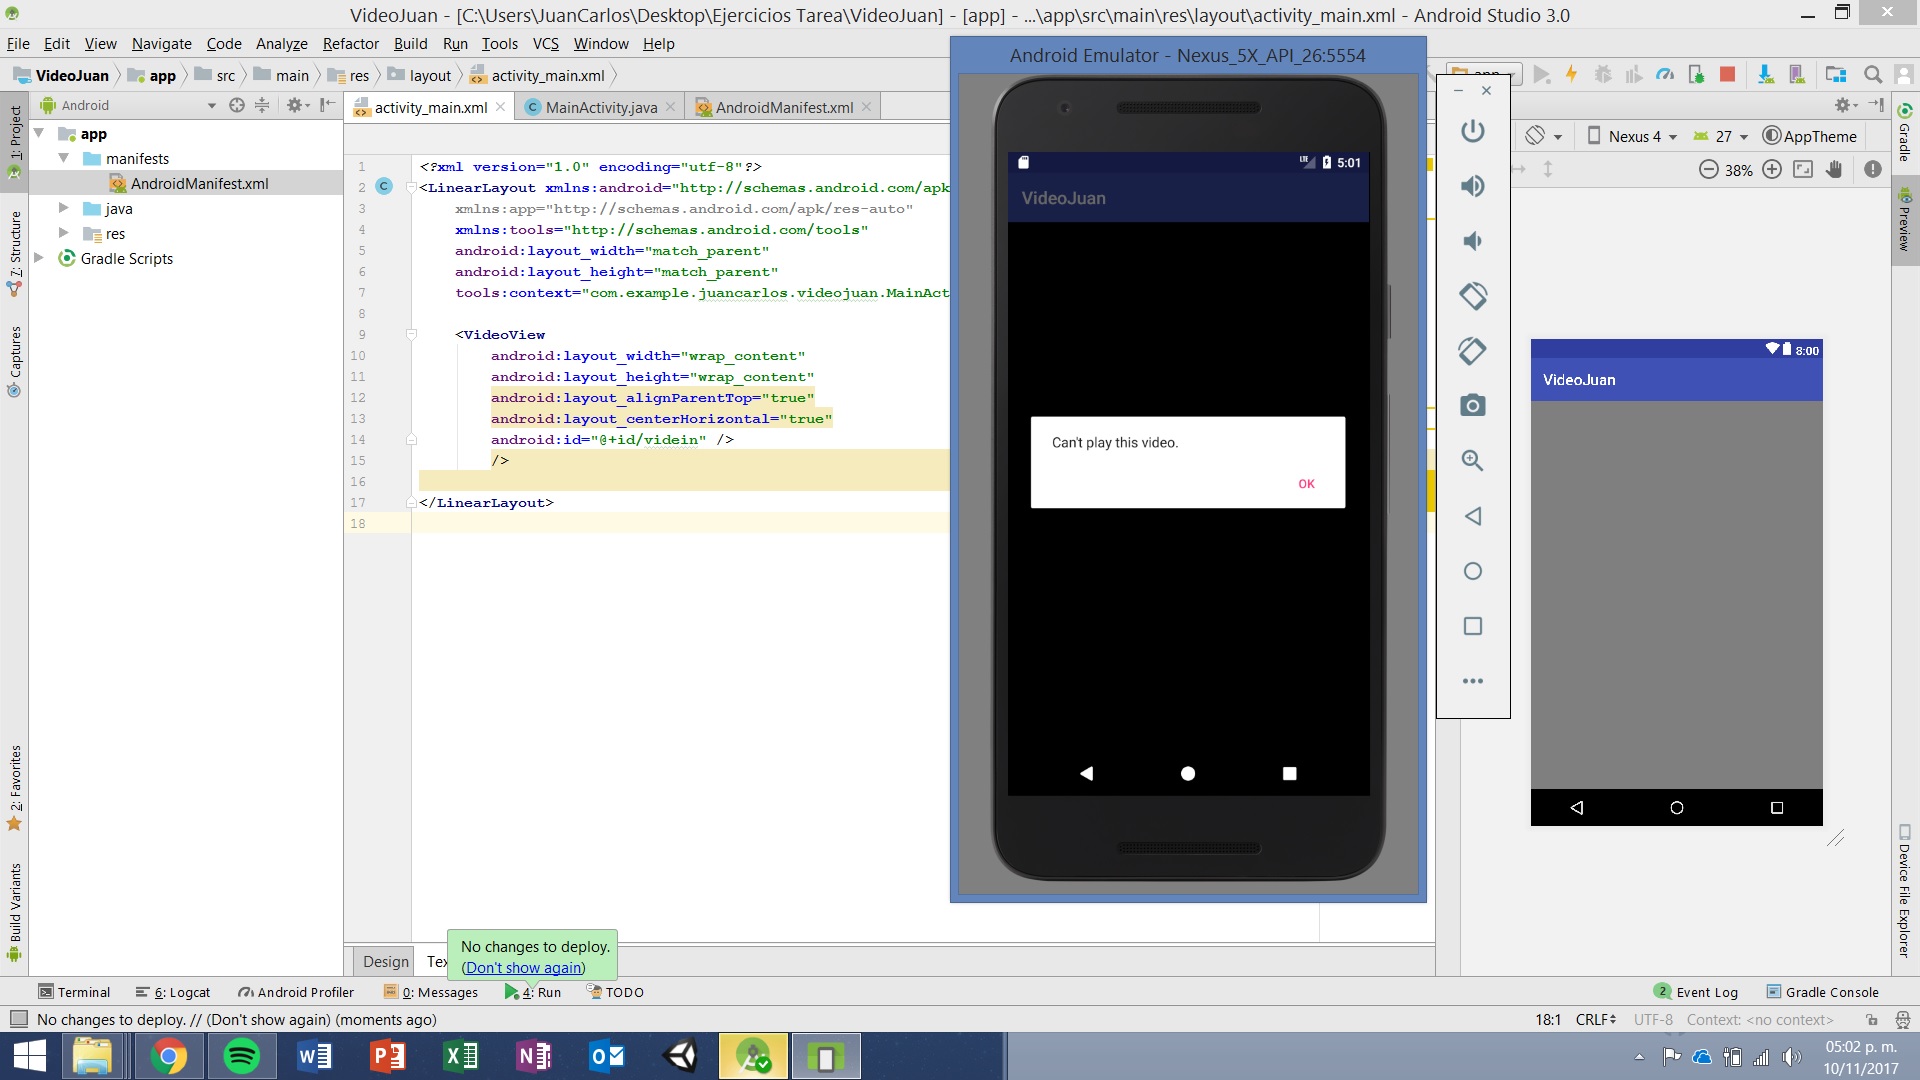 VideoJuan - [C:\Users\JuanCarlos\Desktop\Ejercicios Tarea\VideoJuan] - [app] - ...\app\src\main\res\layout\activity_main.xml - Android Studio 3.0
File Edit View Navigate Code Analyze Refactor Build Run Tools VCS Window Help
VideoJuan app src main res layout activity_main.xml
Android
activity_main.xml
MainActivity.java
AndroidManifest.xml
1: Project
7: Structure
Captures
2: Favorites
Build Variants
app
manifests
AndroidManifest.xml
java
res
Gradle Scripts
1 <?xml version="1.0" encoding="utf-8"?>
2 <LinearLayout xmlns:android="http://schemas.android.com/apk
3 xmlns:app="http://schemas.android.com/apk/res-auto"
4 xmlns:tools="http://schemas.android.com/tools"
5 android:layout_width="match_parent"
6 android:layout_height="match_parent"
7 tools:context="com.example.juancarlos.videojuan.MainAct
8
9 <VideoView
10 android:layout_width="wrap_content"
11 android:layout_height="wrap_content"
12 android:layout_alignParentTop="true"
13 android:layout_centerHorizontal="true"
14 android:id="@+id/videin" />
15 />
16
17 </LinearLayout>
18
Android Emulator - Nexus_5X_API_26:5554
LTE 5:01
VideoJuan
Can't play this video.
OK
Nexus 4 27 AppTheme
38%
8:00
VideoJuan
Gradle
Preview
Device File Explorer
Design
No changes to deploy.
(Don't show again)
Terminal 6: Logcat Android Profiler 0: Messages 4: Run TODO
Event Log Gradle Console
2
No changes to deploy. // (Don't show again) (moments ago)
18:1 CRLF UTF-8 Context: <no context>
05:02 p. m.
10/11/2017